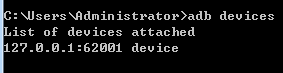 C:\Users\Administrator>adb devices
List of devices attached
127.0.0.1:62001 device